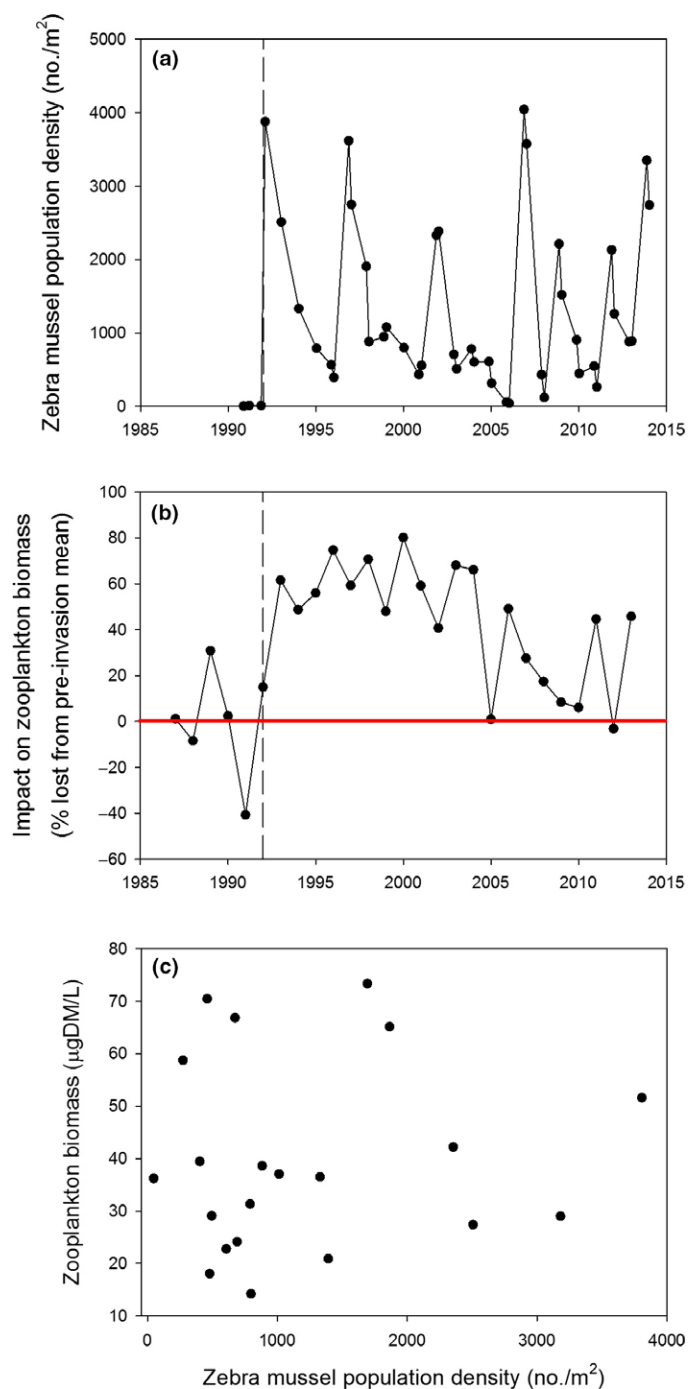 (a)
Zebra mussel population density (no./m²)
5000
4000
3000
2000
1000
0
1985 1990 1995 2000 2005 2010 2015
(b)
Impact on zooplankton biomass
(% lost from pre-invasion mean)
100
80
60
40
20
0
−20
−40
−60
1985 1990 1995 2000 2005 2010 2015
(c)
Zooplankton biomass (µgDM/L)
80
70
60
50
40
30
20
10
0 1000 2000 3000 4000
Zebra mussel population density (no./m²)